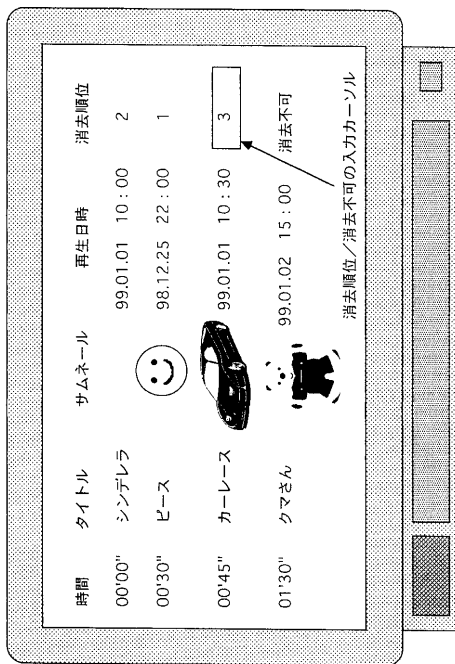 時間 タイトル サムネール 再生日時 消去順位
00'00" シンデレラ 99.01.01 10：00 2
00'30" ピース 98.12.25 22：00 1
00'45" カーレース 99.01.01 10：30 3
01'30" クマさん 99.01.02 15：00 消去不可
消去順位／消去不可の入力カーソル